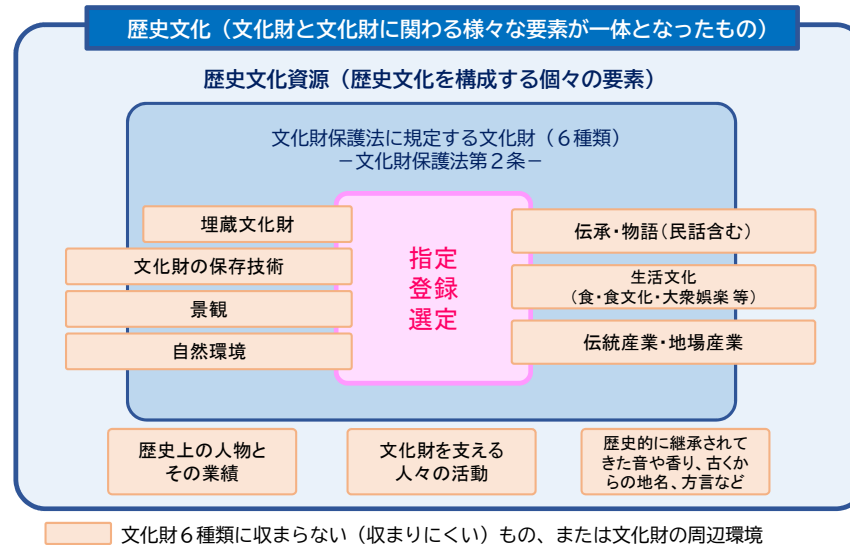 歴史文化（文化財と文化財に関わる様々な要素が一体となったもの）
歴史文化資源（歴史文化を構成する個々の要素）
文化財保護法に規定する文化財（６種類）
－文化財保護法第２条－
埋蔵文化財
文化財の保存技術
景観
自然環境
指定
登録
選定
伝承・物語（民話含む）
生活文化
（食・食文化・大衆娯楽 等）
伝統産業・地場産業
歴史上の人物と
その業績
文化財を支える
人々の活動
歴史的に継承されて
きた音や香り、古くか
らの地名、方言など
文化財６種類に収まらない（収まりにくい）もの、または文化財の周辺環境